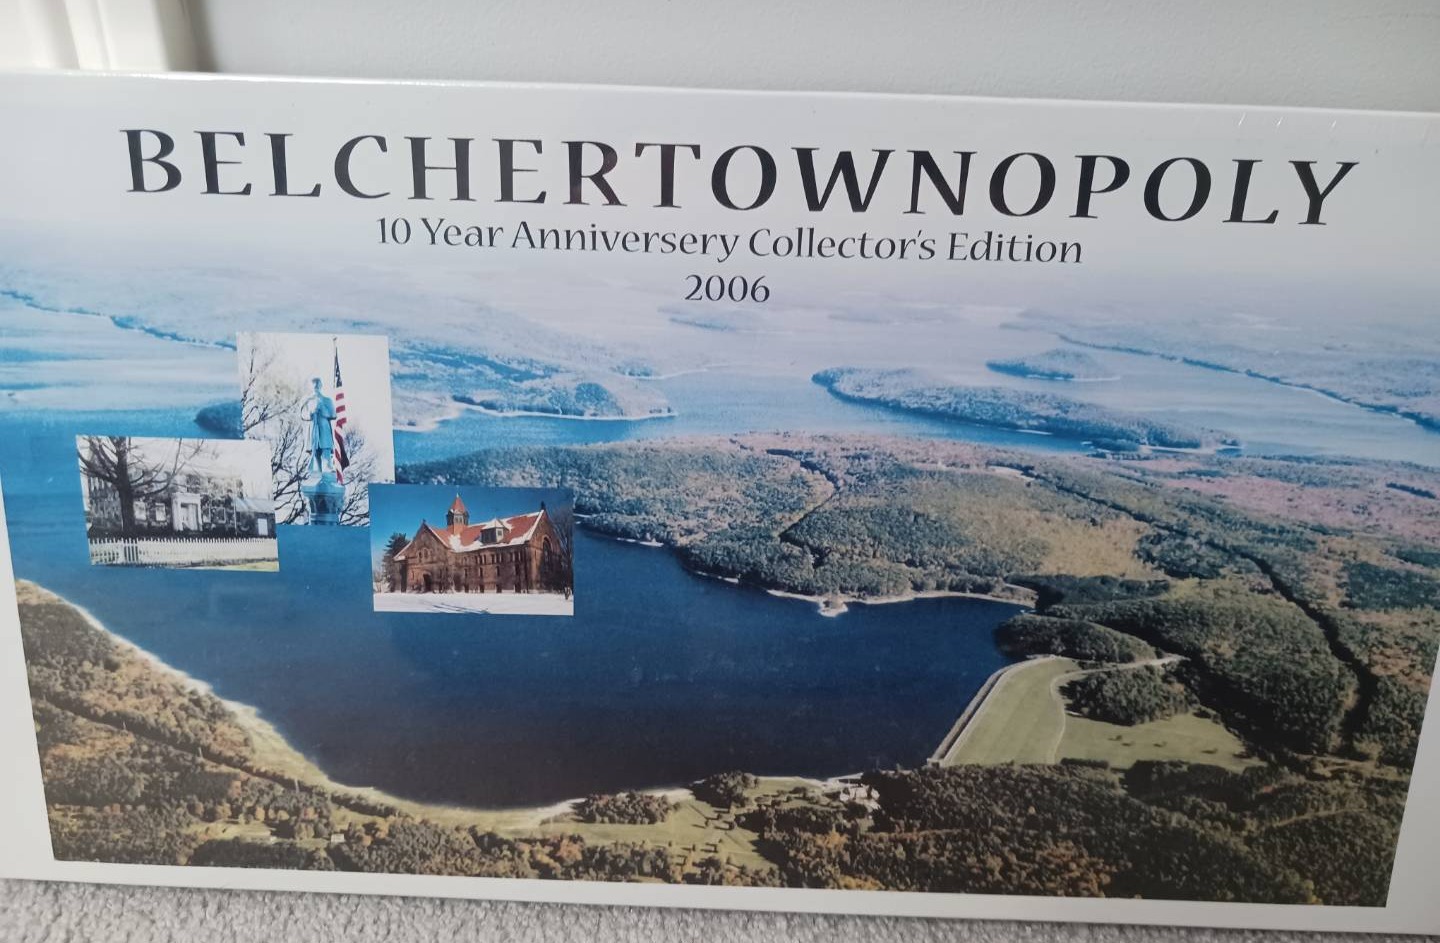 BELCHERTOWNOPOLY
10 Year Anniversery Collector's Edition
2006